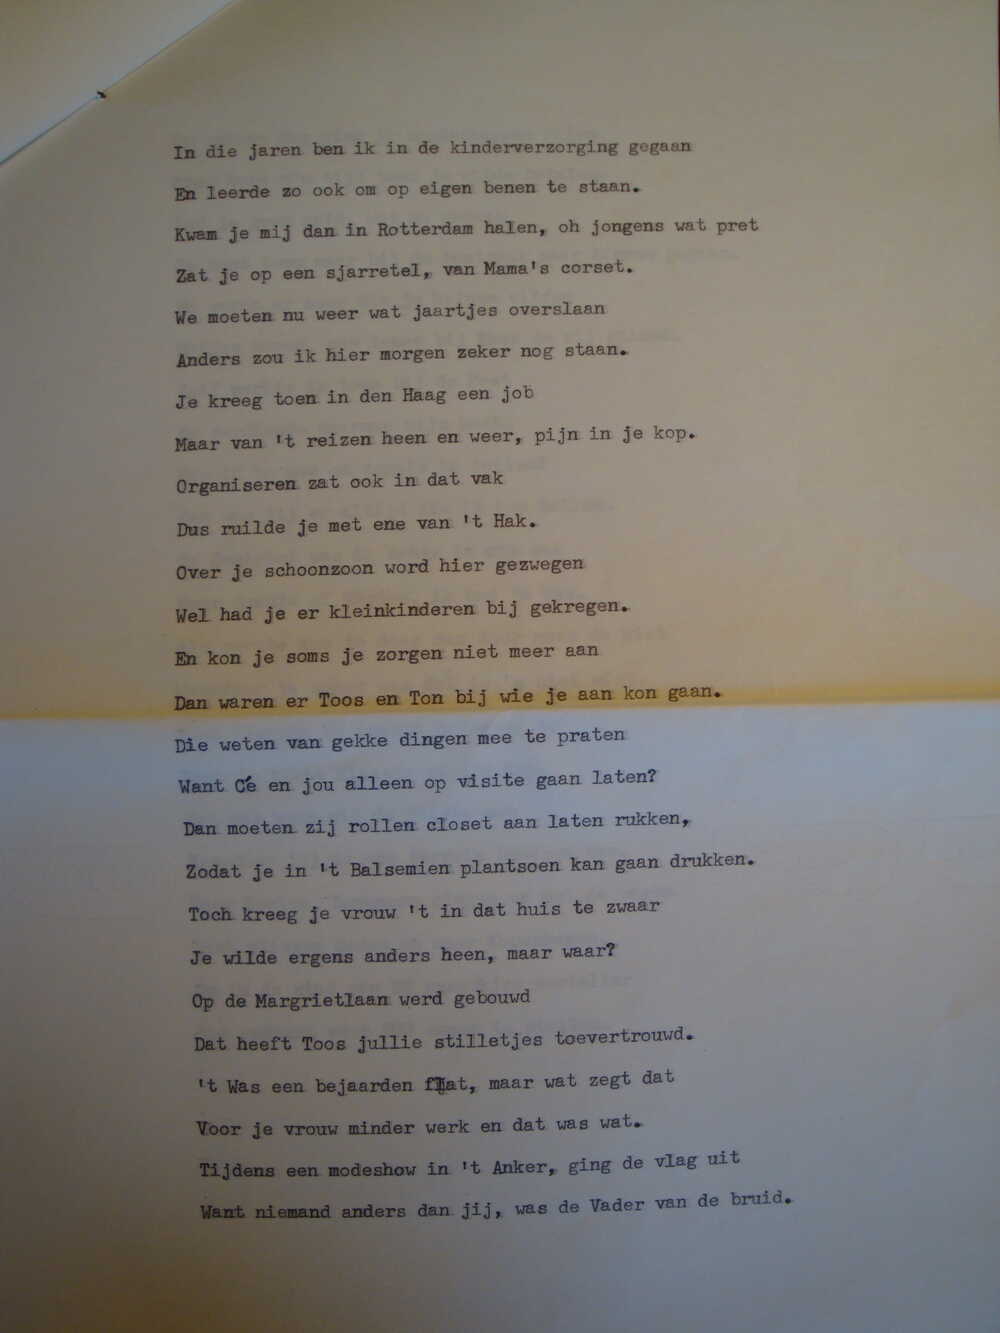 In die jaren ben ik in de kinderverzorging gegaan
En leerde zo ook om op eigen benen te staan.
Kwam je mij dan in Rotterdam halen, oh jongens wat pret
Zat je op een sjarretel, van Mama's corset.
We moeten nu weer wat jaartjes overslaan
Anders zou ik hier morgen zeker nog staan.
Je kreeg toen in den Haag een job
Maar van 't reizen heen en weer, pijn in je kop.
Organiseren zat ook in dat vak
Dus ruilde je met ene van 't Hak.
Over je schoonzoon word hier gezwegen
Wel had je er kleinkinderen bij gekregen.
En kon je soms je zorgen niet meer aan
Dan waren er Toos en Ton bij wie je aan kon gaan.
Die weten van gekke dingen mee te praten
Want Cé en jou alleen op visite gaan laten?
Dan moeten zij rollen closet aan laten rukken,
Zodat je in 't Balsemien plantsoen kan gaan drukken.
Toch kreeg je vrouw 't in dat huis te zwaar
Je wilde ergens anders heen, maar waar?
Op de Margrietlaan werd gebouwd
Dat heeft Toos jullie stilletjes toevertrouwd.
't Was een bejaarden flat, maar wat zegt dat
Voor je vrouw minder werk en dat was wat.
Tijdens een modeshow in 't Anker, ging de vlag uit
Want niemand anders dan jij, was de Vader van de bruid.